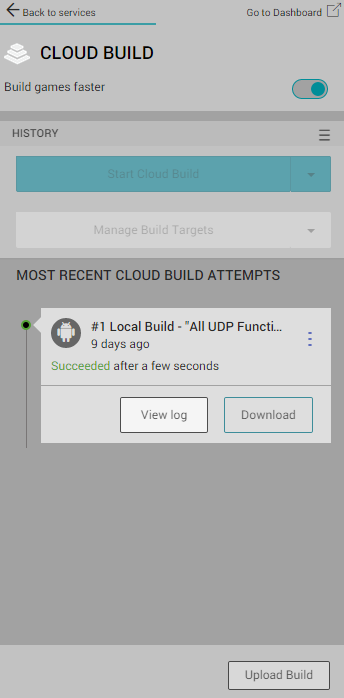 Back to services
Go to Dashboard
CLOUD BUILD
Build games faster
HISTORY
Start Cloud Build
Manage Build Targets
MOST RECENT CLOUD BUILD ATTEMPTS
#1 Local Build - "All UDP Functi...
9 days ago
Succeeded after a few seconds
View log
Download
Upload Build